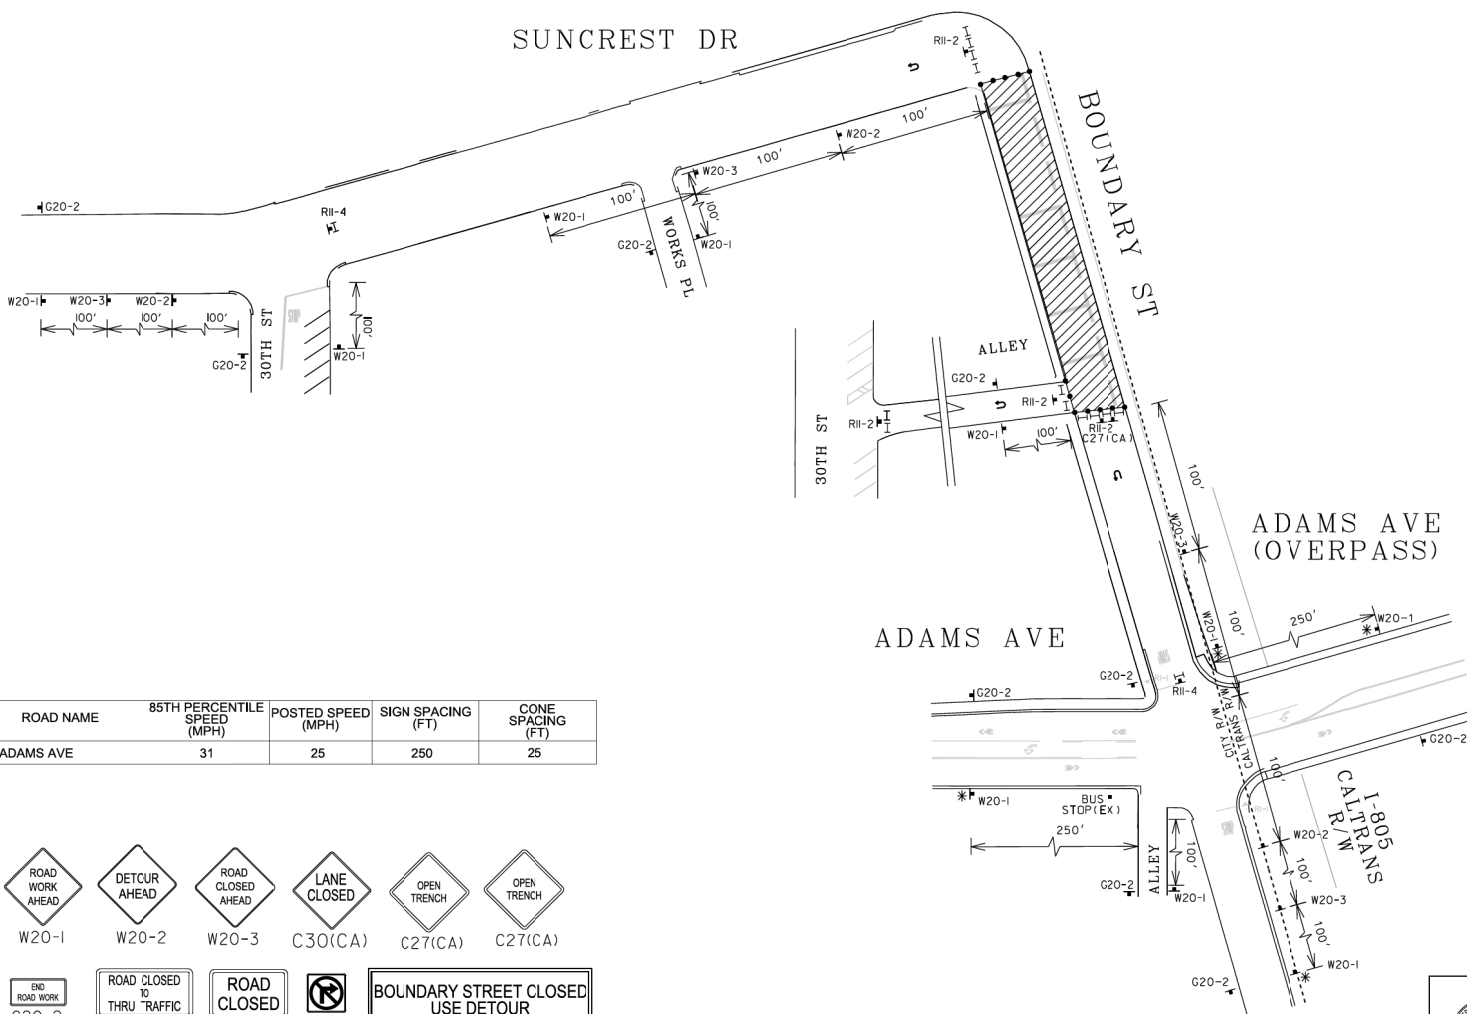 SUNCREST DR
R11-2
BOUNDARY ST
100'
W20-2
100'
W20-3
100'
W20-1
100'
W20-1
G20-2
WORKS PL
G20-2
R11-4
W20-1
W20-3
W20-2
100'
100'
100'
G20-2
30TH ST
STOP
100'
W20-1
ALLEY
G20-2
R11-2
R11-2
W20-1
100'
R11-2
C27(CA)
30TH ST
100'
W20-3
ADAMS AVE
(OVERPASS)
100'
W20-1
250'
W20-1
ADAMS AVE
G20-2
R11-4
G20-2
CITY R/W
CALTRANS R/W
G20-2
W20-1
BUS
STOP(EX)
250'
100'
I-805
CALTRANS
R/W
W20-2
100'
ALLEY
100'
G20-2
W20-1
W20-3
100'
W20-1
G20-2
ROAD NAME
85TH PERCENTILE
SPEED
(MPH)
POSTED SPEED
(MPH)
SIGN SPACING
(FT)
CONE
SPACING
(FT)
ADAMS AVE
31
25
250
25
ROAD
WORK
AHEAD
W20-1
DETOUR
AHEAD
W20-2
ROAD
CLOSED
AHEAD
W20-3
LANE
CLOSED
C30(CA)
OPEN
TRENCH
C27(CA)
OPEN
TRENCH
C27(CA)
END
ROAD WORK
G20-2
ROAD CLOSED
TO
THRU TRAFFIC
ROAD
CLOSED
R
BOUNDARY STREET CLOSED
USE DETOUR